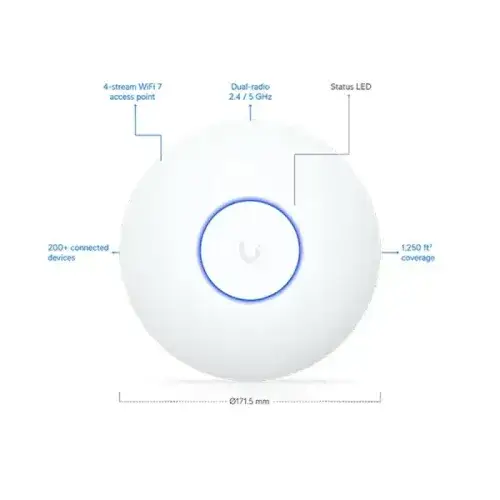 4-stream WiFi 7
access point
Dual-radio
2.4 / 5 GHz
Status LED
200+ connected
devices
1,250 ft²
coverage
Ø171.5 mm